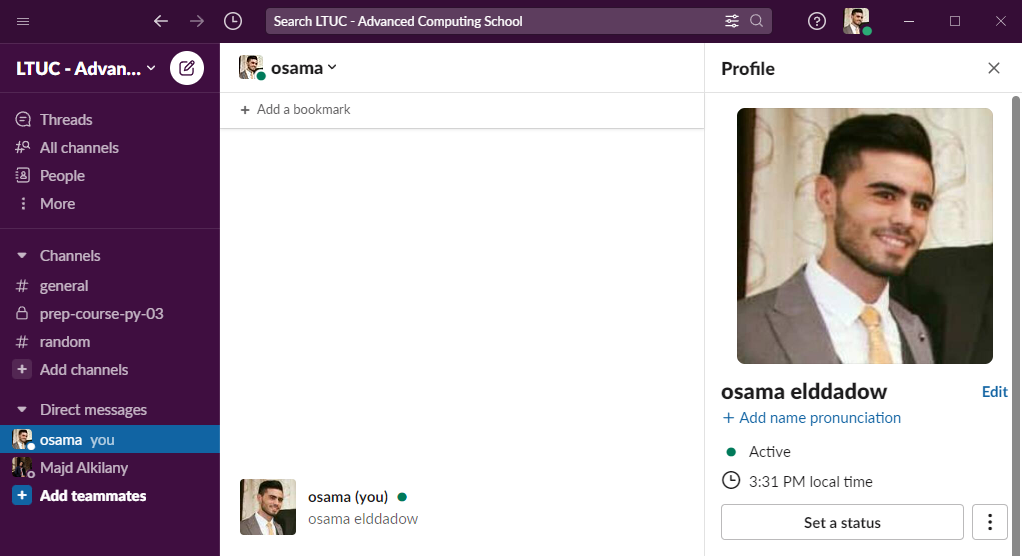 Search LTUC - Advanced Computing School
LTUC - Advan...
Threads
All channels
People
More
Channels
# general
prep-course-py-03
# random
+ Add channels
Direct messages
osama you
Majd Alkilany
+ Add teammates
osama
+ Add a bookmark
osama (you)
osama elddadow
Profile
osama elddadow
Edit
+ Add name pronunciation
Active
3:31 PM local time
Set a status